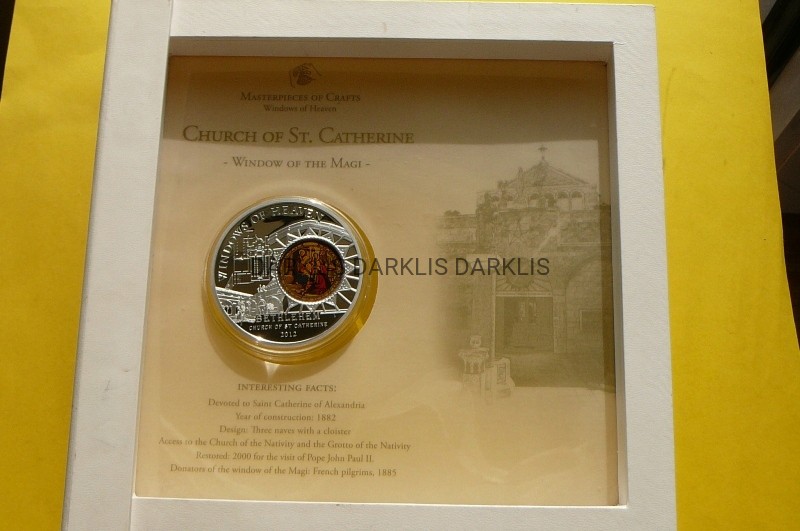 MASTERPIECES OF CRAFTS
Windows of Heaven
CHURCH OF ST. CATHERINE
- WINDOW OF THE MAGI -
WINDOWS OF HEAVEN
DARKLIS DARKLIS
BETHLEHEM
CHURCH OF ST CATHERINE
2012
INTERESTING FACTS:
Devoted to Saint Catherine of Alexandria
Year of construction: 1882
Design: Three naves with a cloister
Access to the Church of the Nativity and the Grotto of the Nativity
Restored: 2000 for the visit of Pope John Paul II.
Donators of the window of the Magi: French pilgrims, 1885